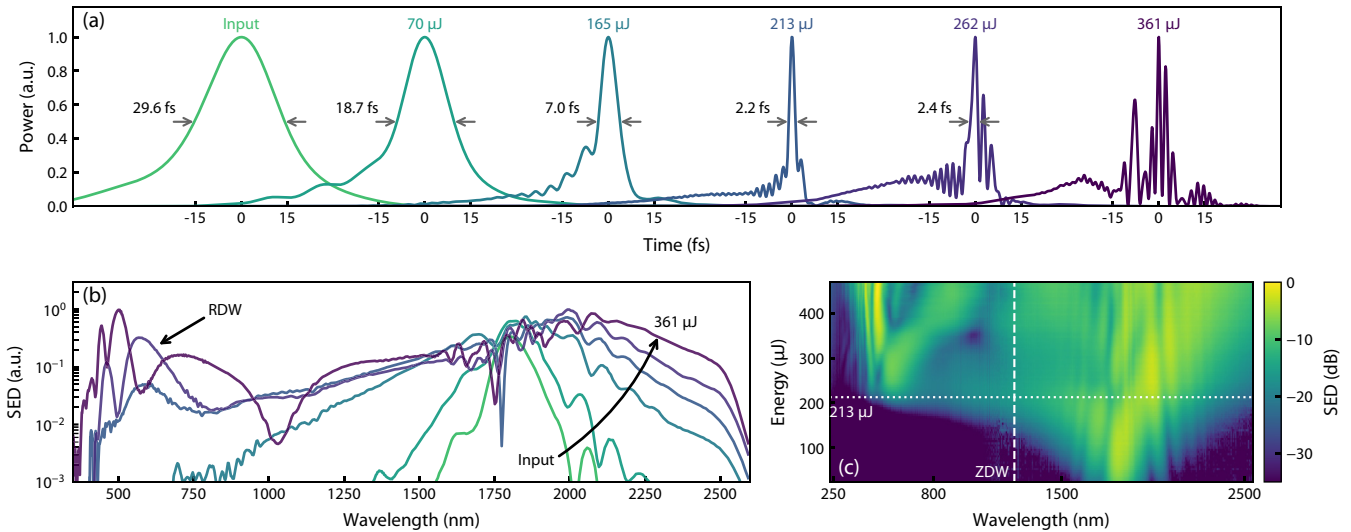 (a)
Input
70 µJ
165 µJ
213 µJ
262 µJ
361 µJ
Power (a.u.)
1.0
0.8
0.6
0.4
0.2
0.0
29.6 fs
18.7 fs
7.0 fs
2.2 fs
2.4 fs
-15 0 15 -15 0 15 -15 0 15 -15 0 15 -15 0 15 -15 0 15
Time (fs)
(b)
SED (a.u.)
10⁰
10⁻¹
10⁻²
10⁻³
RDW
361 µJ
Input
500 750 1000 1250 1500 1750 2000 2250 2500
Wavelength (nm)
Energy (µJ)
400
300
200
100
213 µJ
ZDW
(c)
250 800 1500 2500
Wavelength (nm)
0
−10
−20
−30
SED (dB)